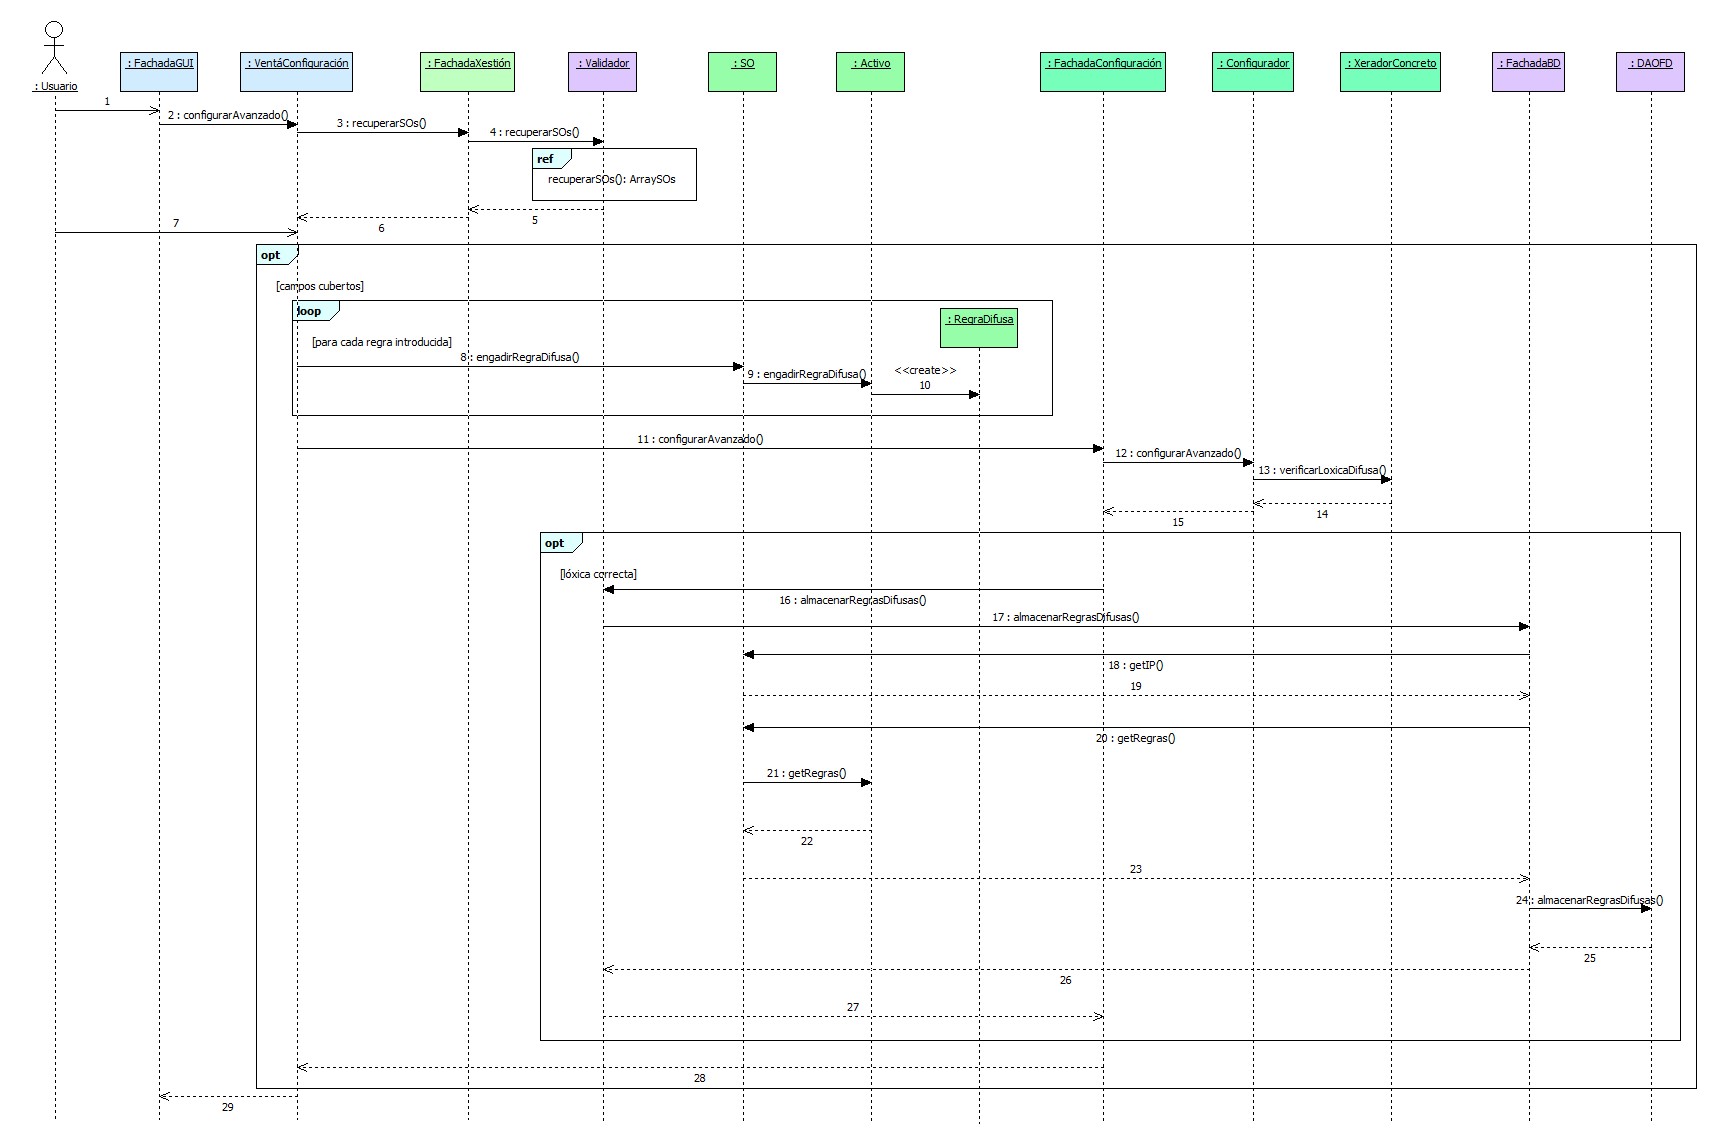 : Usuario
: FachadaGUI
: VentáConfiguración
: FachadaXestión
: Validador
: SO
: Activo
: FachadaConfiguración
: Configurador
: XeradorConcreto
: FachadaBD
: DAOFD
1
2 : configurarAvanzado()
3 : recuperarSOs()
4 : recuperarSOs()
ref
recuperarSOs(): ArraySOs
5
6
7
opt
[campos cubertos]
loop
: RegraDifusa
[para cada regra introducida]
8 : engadirRegraDifusa()
9 : engadirRegraDifusa()
<<create>>
10
11 : configurarAvanzado()
12 : configurarAvanzado()
13 : verificarLoxicaDifusa()
14
15
opt
[lóxica correcta]
16 : almacenarRegrasDifusas()
17 : almacenarRegrasDifusas()
18 : getIP()
19
20 : getRegras()
21 : getRegras()
22
23
24 : almacenarRegrasDifusas()
25
26
27
28
29